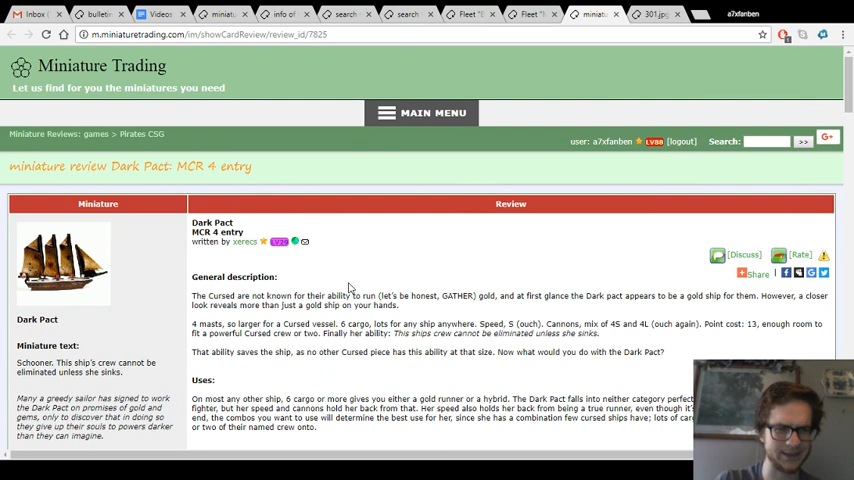 Inbox (
bulletin
Videos
miniatu
info of
search
search
Fleet "E
Fleet "
miniatu
301.jpg
a7xfanben
m.miniaturetrading.com/im/showCardReview/review_id/7825
Miniature Trading
Let us find for you the miniatures you need
MAIN MENU
Miniature Reviews: games > Pirates CSG
user: a7xfanben LV88 [logout] Search: >> G+
miniature review Dark Pact: MCR 4 entry
Miniature
Review
Dark Pact
MCR 4 entry
written by xerecs LV39
[Discuss] [Rate]
Share
General description:
The Cursed are not known for their ability to run (let's be honest, GATHER) gold, and at first glance the Dark pact appears to be a gold ship for them. However, a closer
look reveals more than just a gold ship on your hands.
4 masts, so larger for a Cursed vessel. 6 cargo, lots for any ship anywhere. Speed, S (ouch). Cannons, mix of 4S and 4L (ouch again). Point cost: 13, enough room to
fit a powerful Cursed crew or two. Finally her ability: This ships crew cannot be eliminated unless she sinks.
That ability saves the ship, as no other Cursed piece has this ability at that size. Now what would you do with the Dark Pact?
Uses:
On most any other ship, 6 cargo or more gives you either a gold runner or a hybrid. The Dark Pact falls into neither category perfect
fighter, but her speed and cannons hold her back from that. Her speed also holds her back from being a true runner, even though it's
end, the combos you want to use will determine the best use for her, since she has a combination few cursed ships have; lots of car
or two of their named crew onto.
Dark Pact
Miniature text:
Schooner. This ship's crew cannot be
eliminated unless she sinks.
Many a greedy sailor has signed to work
the Dark Pact on promises of gold and
gems, only to discover that in doing so
they give up their souls to powers darker
than they can imagine.